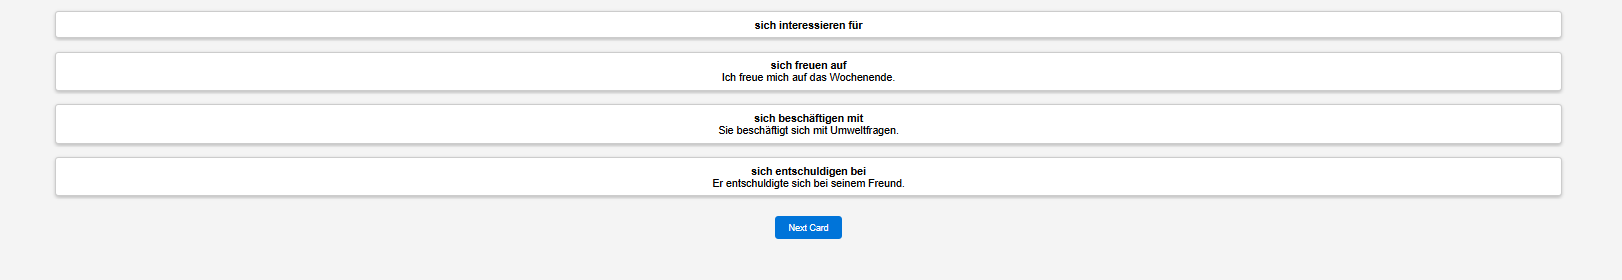 sich interessieren für
sich freuen auf
Ich freue mich auf das Wochenende.
sich beschäftigen mit
Sie beschäftigt sich mit Umweltfragen.
sich entschuldigen bei
Er entschuldigte sich bei seinem Freund.
Next Card